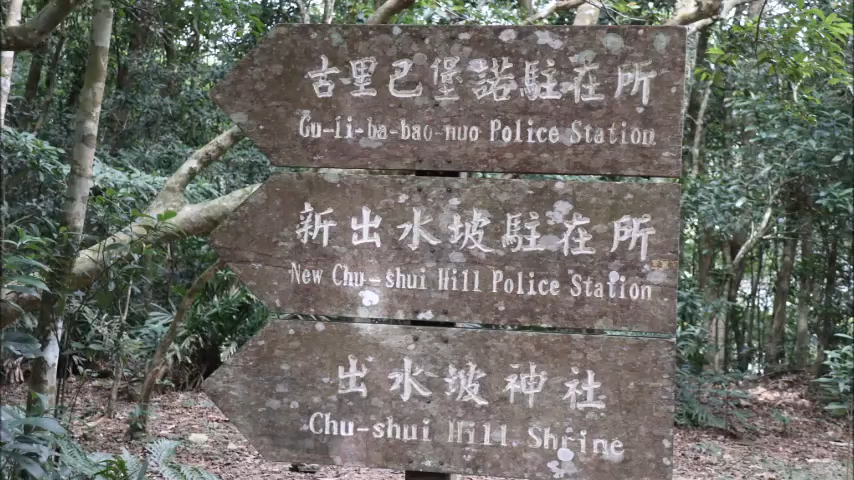 古里巴堡諾駐在所
Gu-li-ba-bao-nuo Police Station
新出水坡駐在所
New Chu-shui Hill Police Station
出水坡神社
Chu-shui Hill Shrine